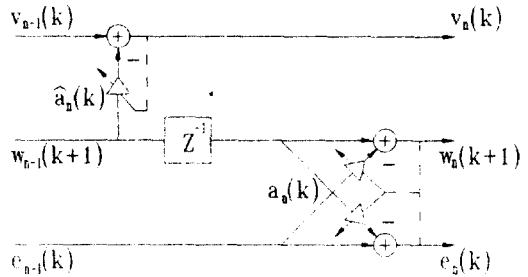 v_{n-1}(k) + v_n(k)
−
â_n(k)
w_{n-1}(k+1) Z^{-1} + w_n(k+1)
−
a_n(k)
−
e_{n-1}(k) + e_n(k)